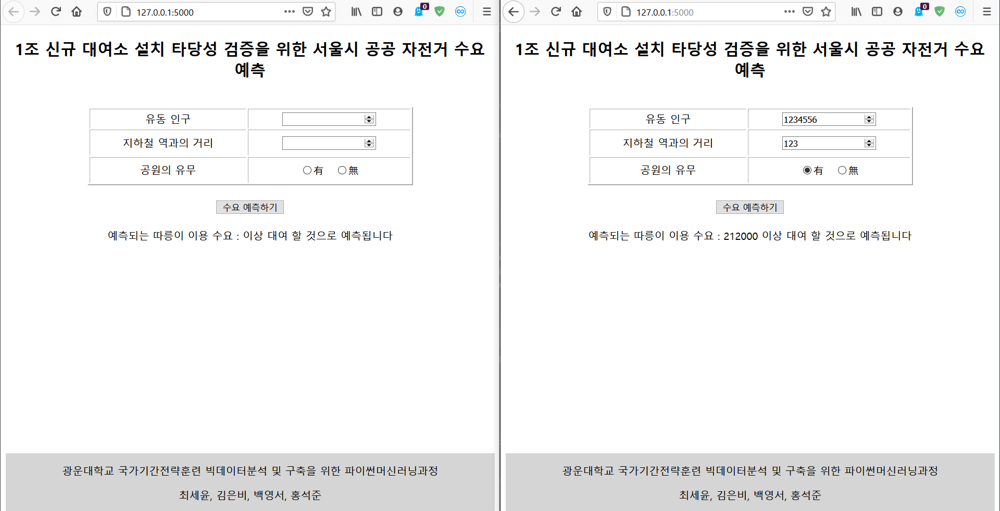 127.0.0.1:5000
0
1조 신규 대여소 설치 타당성 검증을 위한 서울시 공공 자전거 수요
예측
유동 인구
지하철 역과의 거리
공원의 유무 有 無
수요 예측하기
예측되는 따릉이 이용 수요 : 이상 대여 할 것으로 예측됩니다
광운대학교 국가기간전략훈련 빅데이터분석 및 구축을 위한 파이썬머신러닝과정
최세윤, 김은비, 백영서, 홍석준
127.0.0.1:5000
0
1조 신규 대여소 설치 타당성 검증을 위한 서울시 공공 자전거 수요
예측
유동 인구 1234556
지하철 역과의 거리 123
공원의 유무 有 無
수요 예측하기
예측되는 따릉이 이용 수요 : 212000 이상 대여 할 것으로 예측됩니다
광운대학교 국가기간전략훈련 빅데이터분석 및 구축을 위한 파이썬머신러닝과정
최세윤, 김은비, 백영서, 홍석준